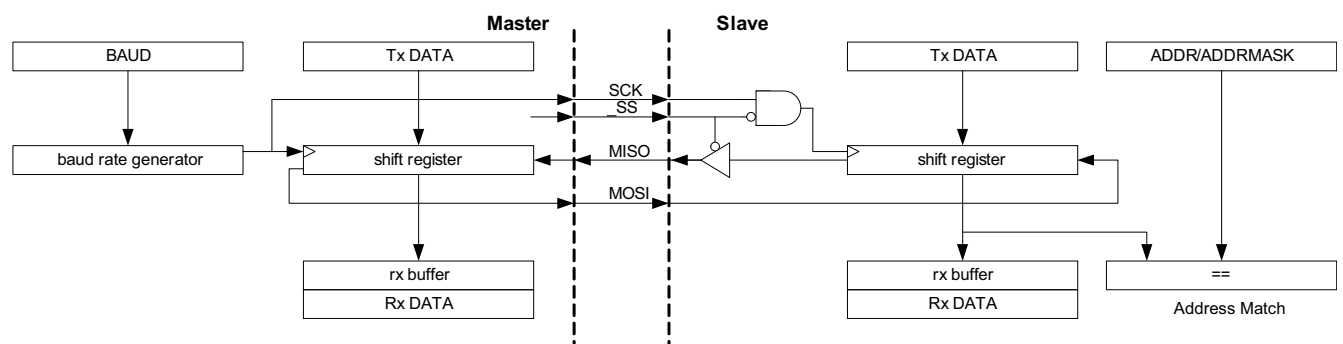 Master Slave
BAUD Tx DATA Tx DATA ADDR/ADDRMASK
SCK
_SS
baud rate generator shift register MISO shift register
MOSI
rx buffer rx buffer ==
Rx DATA Rx DATA Address Match